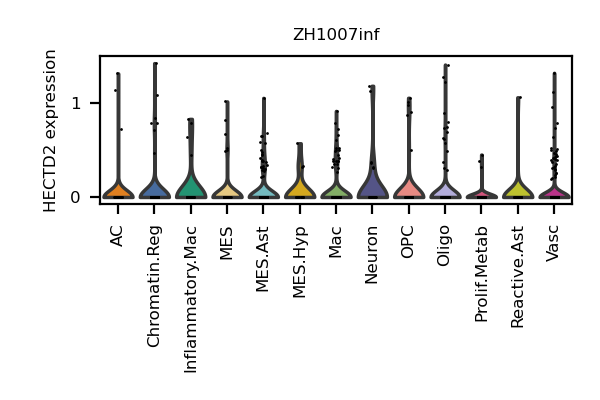 ZH1007inf
HECTD2 expression
1
0
AC
Chromatin.Reg
Inflammatory.Mac
MES
MES.Ast
MES.Hyp
Mac
Neuron
OPC
Oligo
Prolif.Metab
Reactive.Ast
Vasc